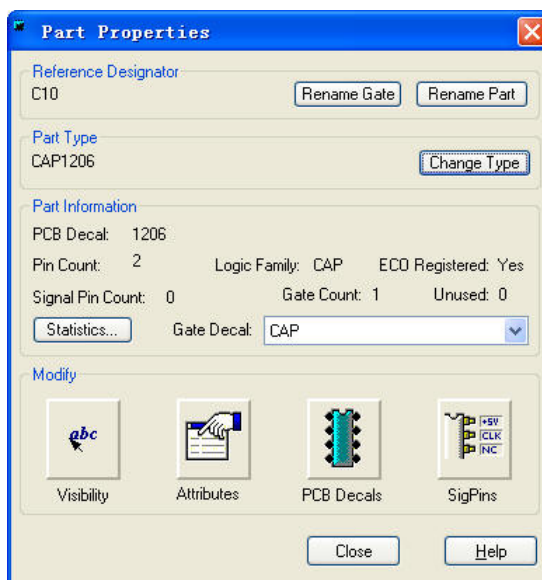 Part Properties
Reference Designator
C10
Rename Gate Rename Part
Part Type
CAP1206
Change Type
Part Information
PCB Decal: 1206
Pin Count: 2 Logic Family: CAP ECO Registered: Yes
Signal Pin Count: 0 Gate Count: 1 Unused: 0
Statistics... Gate Decal: CAP
Modify
abc +5V
CLK
NC
Visibility Attributes PCB Decals SigPins
Close Help